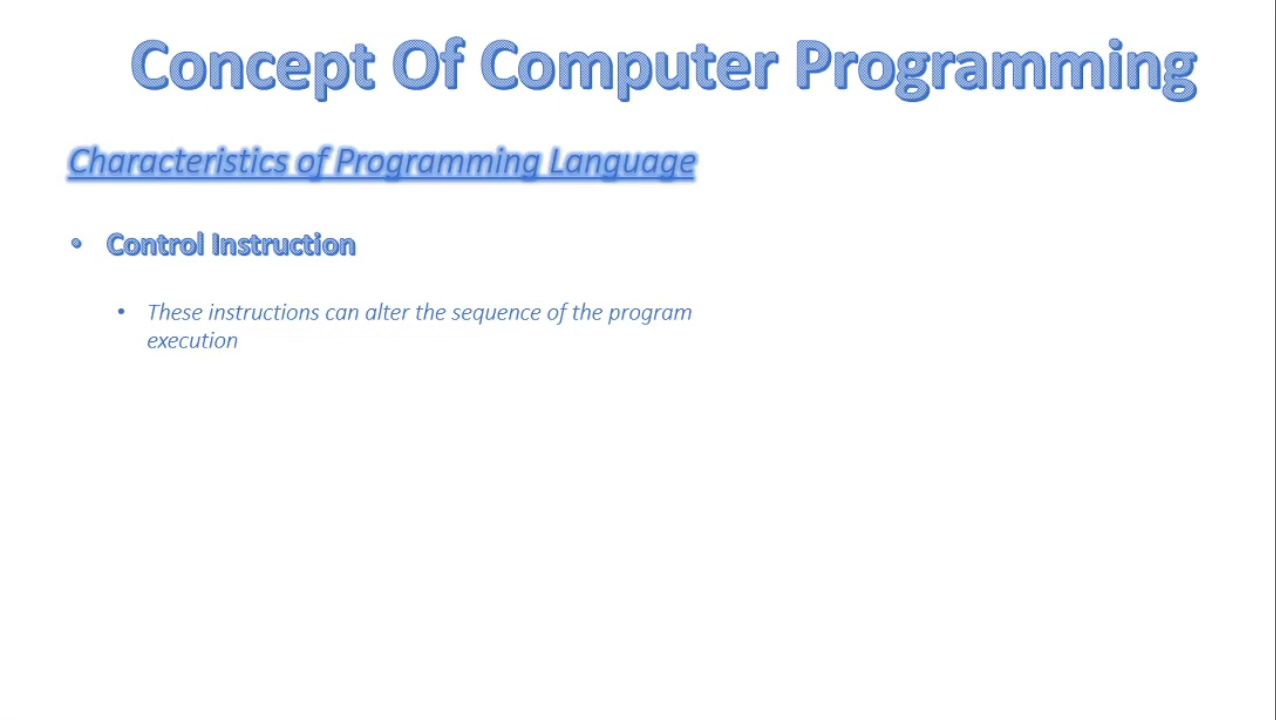 Concept Of Computer Programming
Characteristics of Programming Language
• Control Instruction
• These instructions can alter the sequence of the program
execution